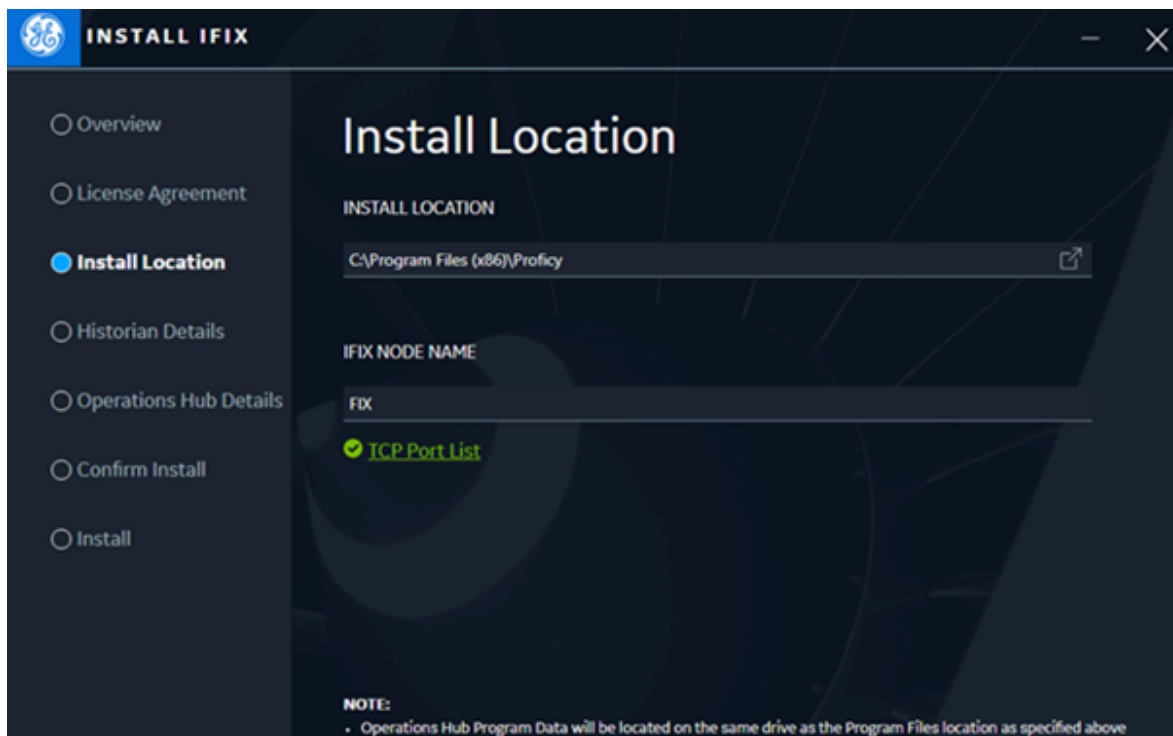 INSTALL IFIX
Overview
License Agreement
Install Location
Historian Details
Operations Hub Details
Confirm Install
Install
Install Location
INSTALL LOCATION
C:\Program Files (x86)\Proficy
IFIX NODE NAME
FIX
TCP Port List
NOTE:
• Operations Hub Program Data will be located on the same drive as the Program Files location as specified above